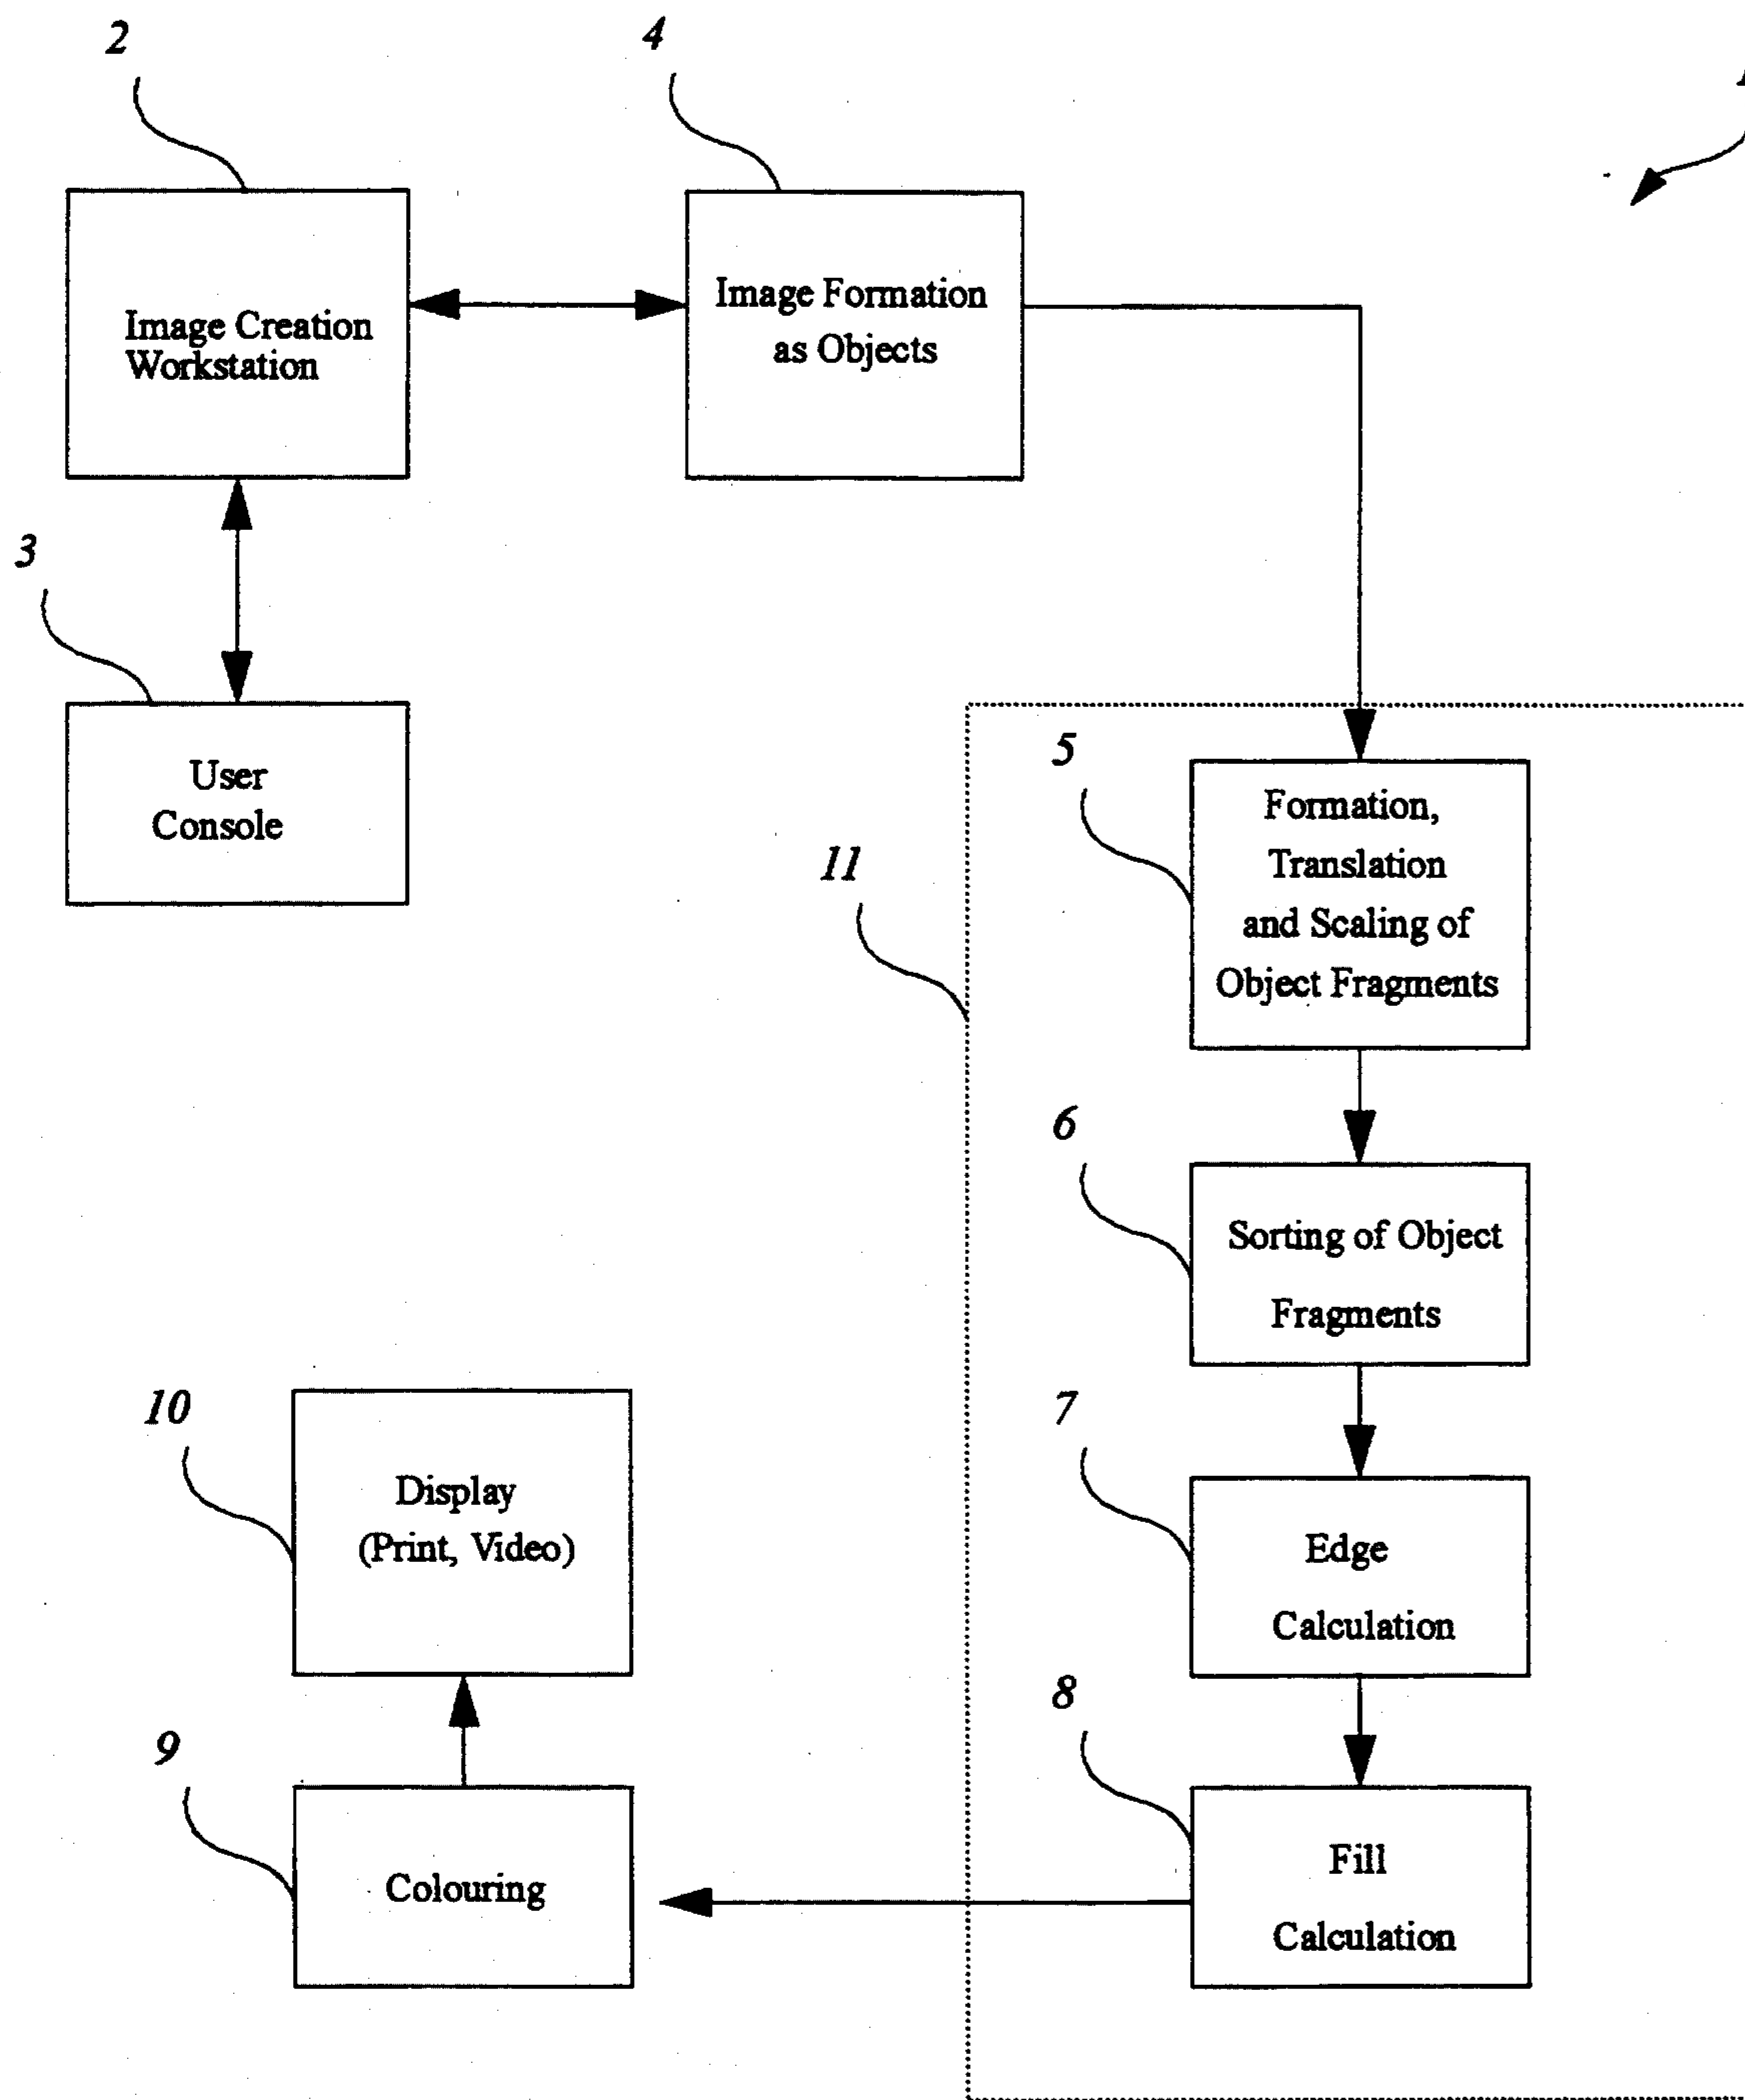 2
4
1
Image Creation
Workstation
Image Formation
as Objects
3
User
Console
5
Formation,
Translation
and Scaling of
Object Fragments
11
6
Sorting of Object
Fragments
10
Display
(Print, Video)
7
Edge
Calculation
9
Colouring
8
Fill
Calculation